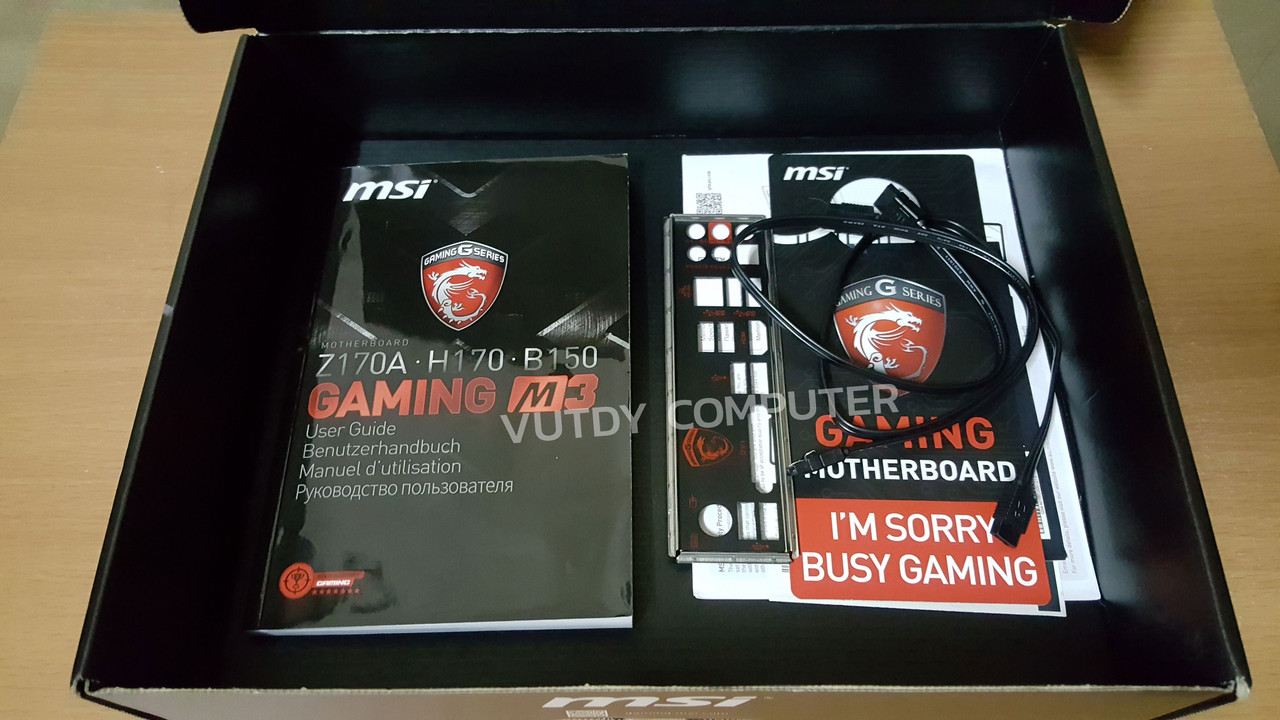 msi
GAMING G SERIES
MOTHERBOARD
Z170A · H170 · B150
GAMING M3
User Guide
Benutzerhandbuch
Manuel d'utilisation
Руководство пользователя
GAMING
msi
GAMING G SERIES
GAMING
MOTHERBOARD
I'M SORRY
BUSY GAMING
VUTDY COMPUTER
msi